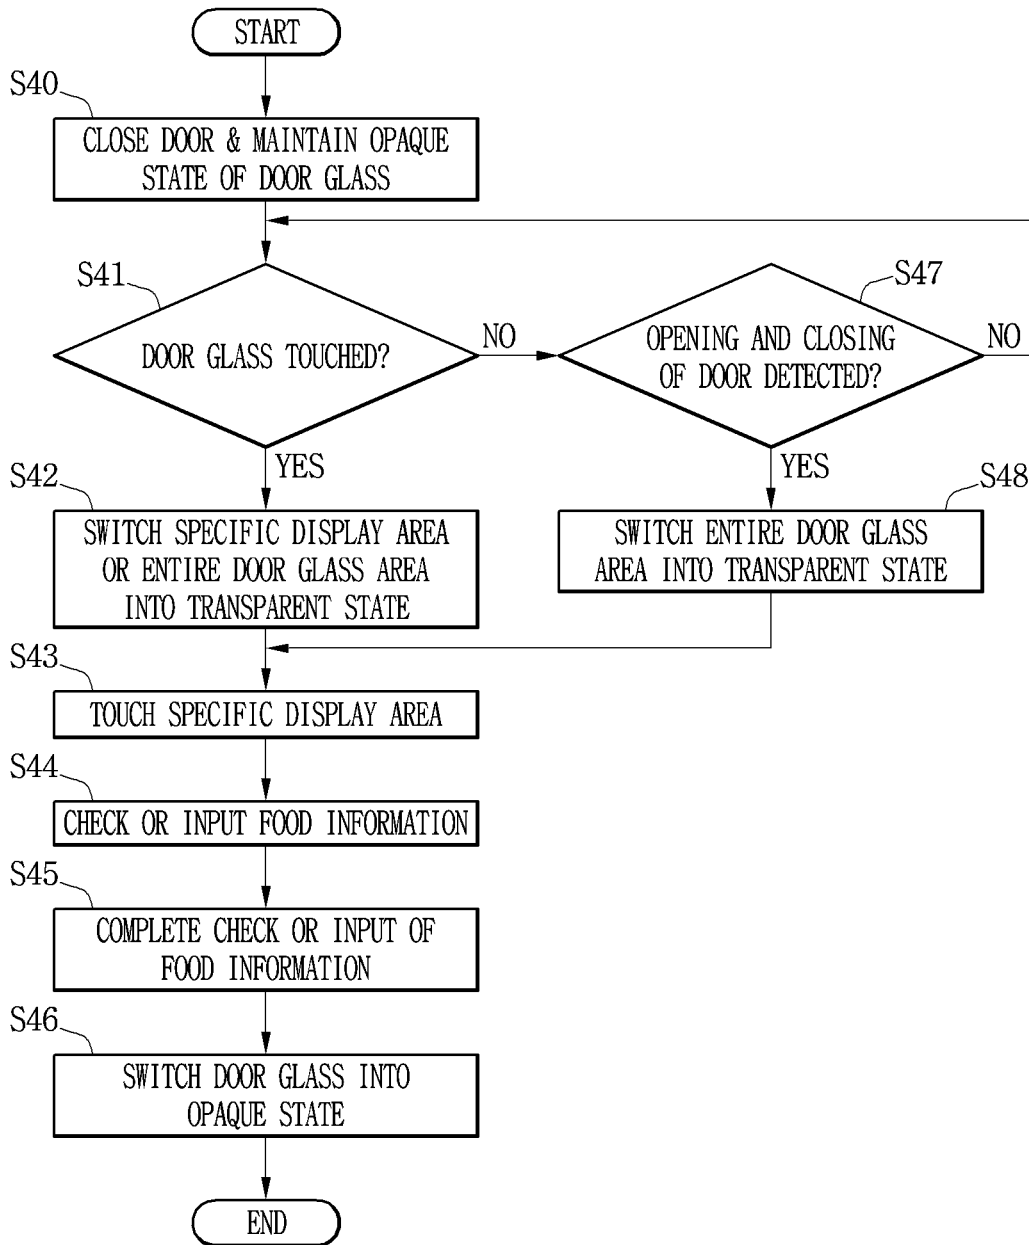 START
S40
CLOSE DOOR & MAINTAIN OPAQUE
STATE OF DOOR GLASS
S41
DOOR GLASS TOUCHED?
NO
S47
OPENING AND CLOSING
OF DOOR DETECTED?
NO
YES
YES
S42
SWITCH SPECIFIC DISPLAY AREA
OR ENTIRE DOOR GLASS AREA
INTO TRANSPARENT STATE
S48
SWITCH ENTIRE DOOR GLASS
AREA INTO TRANSPARENT STATE
S43
TOUCH SPECIFIC DISPLAY AREA
S44
CHECK OR INPUT FOOD INFORMATION
S45
COMPLETE CHECK OR INPUT OF
FOOD INFORMATION
S46
SWITCH DOOR GLASS INTO
OPAQUE STATE
END